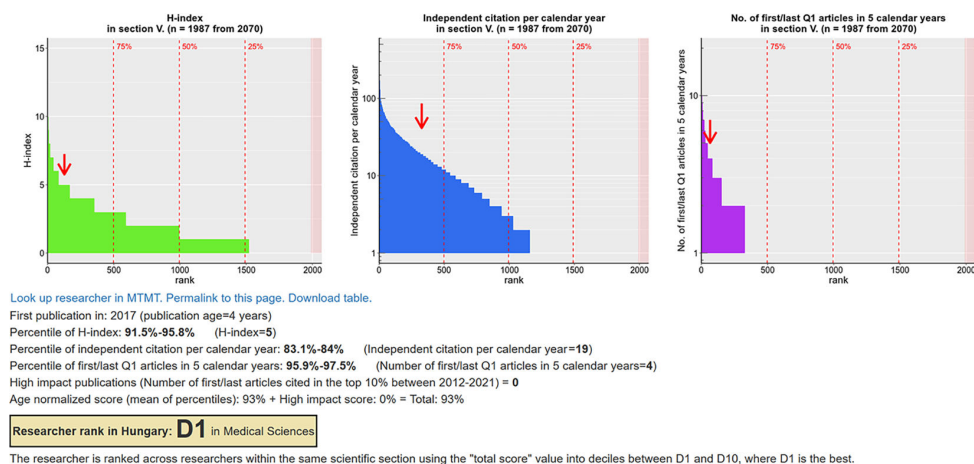 H-index
in section V. (n = 1987 from 2070)
75%
50%
25%
15
10
5
0
H-index
0
500
1000
1500
2000
rank
Independent citation per calendar year
in section V. (n = 1987 from 2070)
75%
50%
25%
100
10
1
Independent citation per calendar year
0
500
1000
1500
2000
rank
No. of first/last Q1 articles in 5 calendar years
in section V. (n = 1987 from 2070)
75%
50%
25%
10
1
No. of first/last Q1 articles in 5 calendar years
0
500
1000
1500
2000
rank
Look up researcher in MTMT. Permalink to this page. Download table.
First publication in: 2017 (publication age=4 years)
Percentile of H-index: 91.5%-95.8% (H-index=5)
Percentile of independent citation per calendar year: 83.1%-84% (Independent citation per calendar year=19)
Percentile of first/last Q1 articles in 5 calendar years: 95.9%-97.5% (Number of first/last Q1 articles in 5 calendar years=4)
High impact publications (Number of first/last articles cited in the top 10% between 2012-2021) = 0
Age normalized score (mean of percentiles): 93% + High impact score: 0% = Total: 93%
Researcher rank in Hungary: D1 in Medical Sciences
The researcher is ranked across researchers within the same scientific section using the "total score" value into deciles between D1 and D10, where D1 is the best.